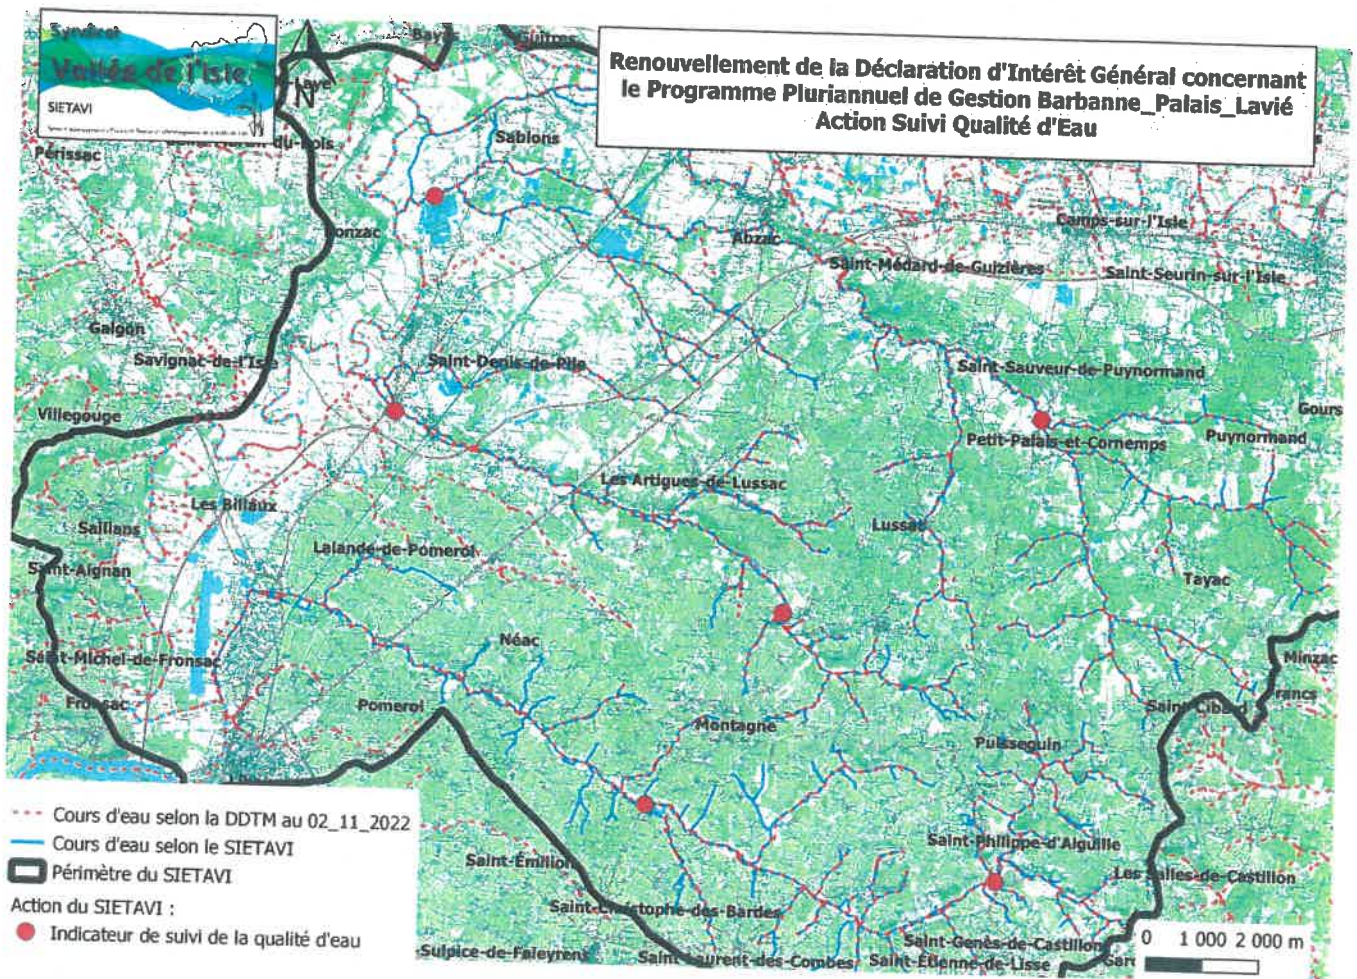 Syndicat
Vallée de l'Isle
SIETAVI
N
Renouvellement de la Déclaration d'Intérêt Général concernant
le Programme Pluriannuel de Gestion Barbanne_Palais_Lavié
Action Suivi Qualité d'Eau
Guîtres
Sablons
du-Bois
Périssac
Camps-sur-l'Isle
Abzac
Saint-Médard-de-Guizières
Saint-Seurin-sur-l'Isle
Galgon
Savignac-de-l'Isle
Saint-Denis-de-Pile
Saint-Sauveur-de-Puynormand
Villegouge
Gours
Petit-Palais-et-Cornemps
Puynormand
Les Artigues-de-Lussac
Les Billaux
Lussac
Saillans
Lalande-de-Pomerol
Saint-Aignan
Tayac
Néac
Saint-Michel-de-Fronsac
Minzac
Francs
Fronsac
Pomerol
Saint-Cibard
Montagne
Puisseguin
Cours d'eau selon la DDTM au 02_11_2022
Cours d'eau selon le SIETAVI
Périmètre du SIETAVI
Action du SIETAVI :
Indicateur de suivi de la qualité d'eau
Saint-Philippe-d'Aiguille
Saint-Émilion
Les Salles-de-Castillon
Saint-Christophe-des-Bardes
Saint-Genès-de-Castillon
-Sulpice-de-Faleyrens
Saint-Laurent-des-Combes
Saint-Étienne-de-Lisse
Gard
0 1 000 2 000 m